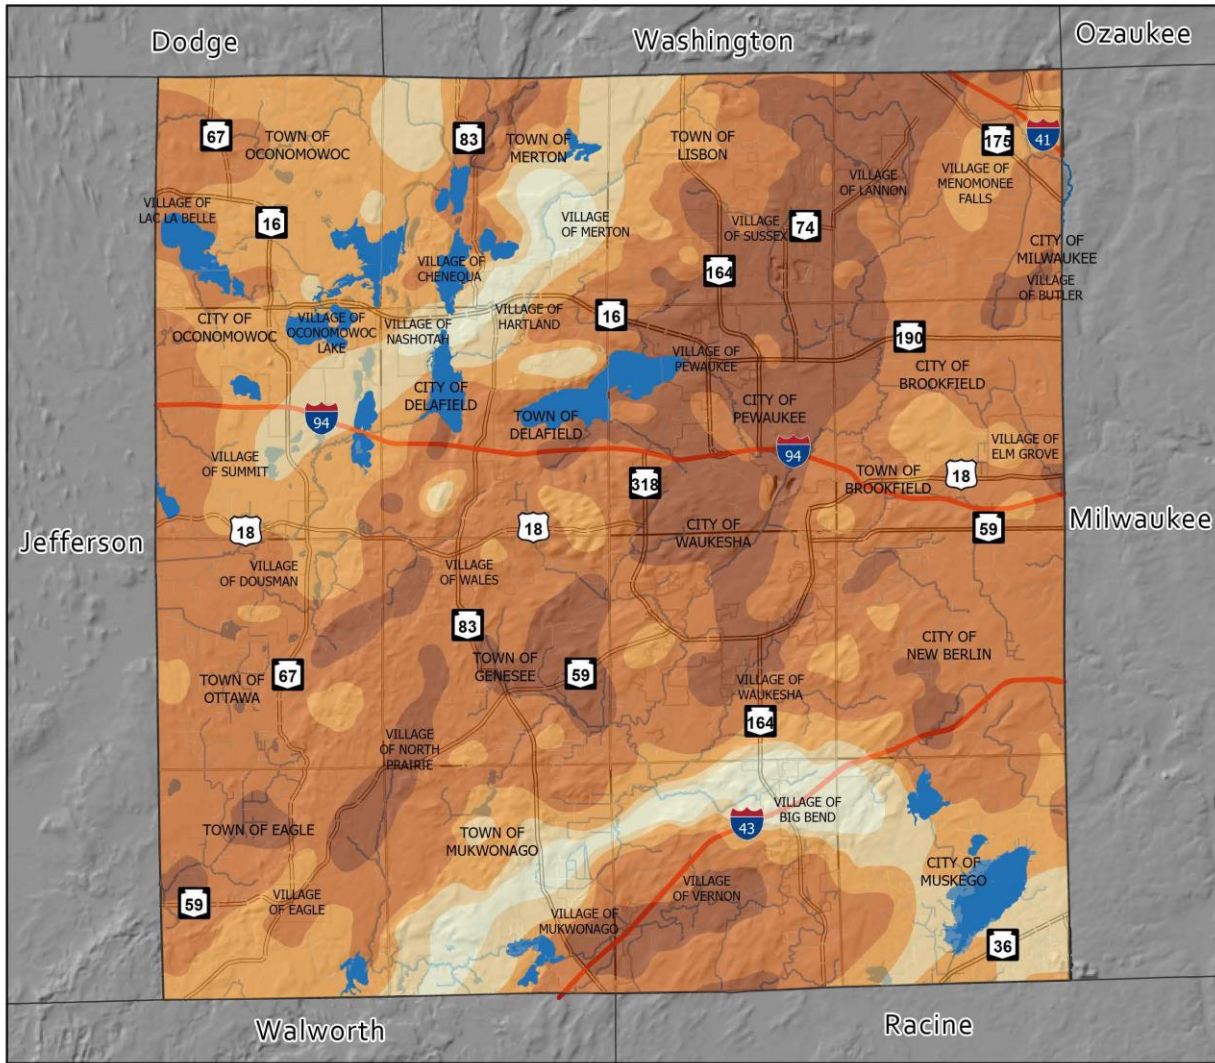 Dodge
Washington
Ozaukee
67
TOWN OF
OCONOMOWOC
83
TOWN OF
MERTON
TOWN OF
LISBON
175
41
VILLAGE OF
LAC LA BELLE
16
VILLAGE
OF MERTON
VILLAGE
OF LANNON
VILLAGE OF
MENOMONEE
FALLS
VILLAGE
OF SUSSEX
74
VILLAGE OF
CHENEQUA
164
CITY OF
MILWAUKEE
VILLAGE
OF BUTLER
CITY OF
OCONOMOWOC
VILLAGE OF
OCONOMOWOC
LAKE
VILLAGE OF
NASHOTAH
VILLAGE OF
HARTLAND
16
190
VILLAGE OF
PEWAUKEE
CITY OF
BROOKFIELD
CITY OF
DELAFIELD
TOWN OF
DELAFIELD
CITY OF
PEWAUKEE
94
VILLAGE
OF SUMMIT
94
VILLAGE OF
ELM GROVE
318
TOWN OF
BROOKFIELD
18
18
18
CITY OF
WAUKESHA
59
Jefferson
Milwaukee
VILLAGE
OF DOUSMAN
VILLAGE
OF WALES
83
TOWN OF
GENESEE
59
CITY OF
NEW BERLIN
TOWN OF
OTTAWA
67
VILLAGE OF
WAUKESHA
164
VILLAGE
OF NORTH
PRAIRIE
TOWN OF EAGLE
TOWN OF
MUKWONAGO
43
VILLAGE OF
BIG BEND
CITY OF
MUSKEGO
59
VILLAGE
OF EAGLE
VILLAGE
OF VERNON
VILLAGE OF
MUKWONAGO
36
Walworth
Racine